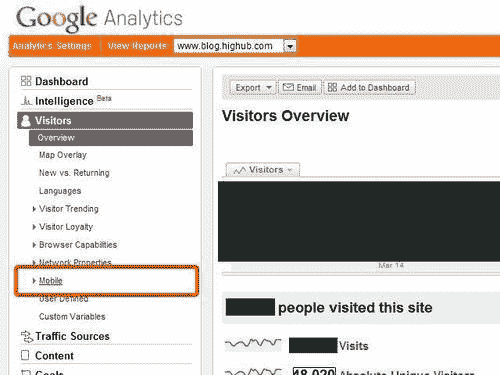 Google Analytics
Analytics Settings View Reports: www.blog.highub.com
Dashboard
Intelligence Beta
Visitors
Overview
Map Overlay
New vs. Returning
Languages
Visitor Trending
Visitor Loyalty
Browser Capabilities
Network Properties
Mobile
User Defined
Custom Variables
Traffic Sources
Content
Goals
Export Email Add to Dashboard
Visitors Overview
Visitors
Mar 14
people visited this site
Visits
48,020 Absolute Unique Visitors